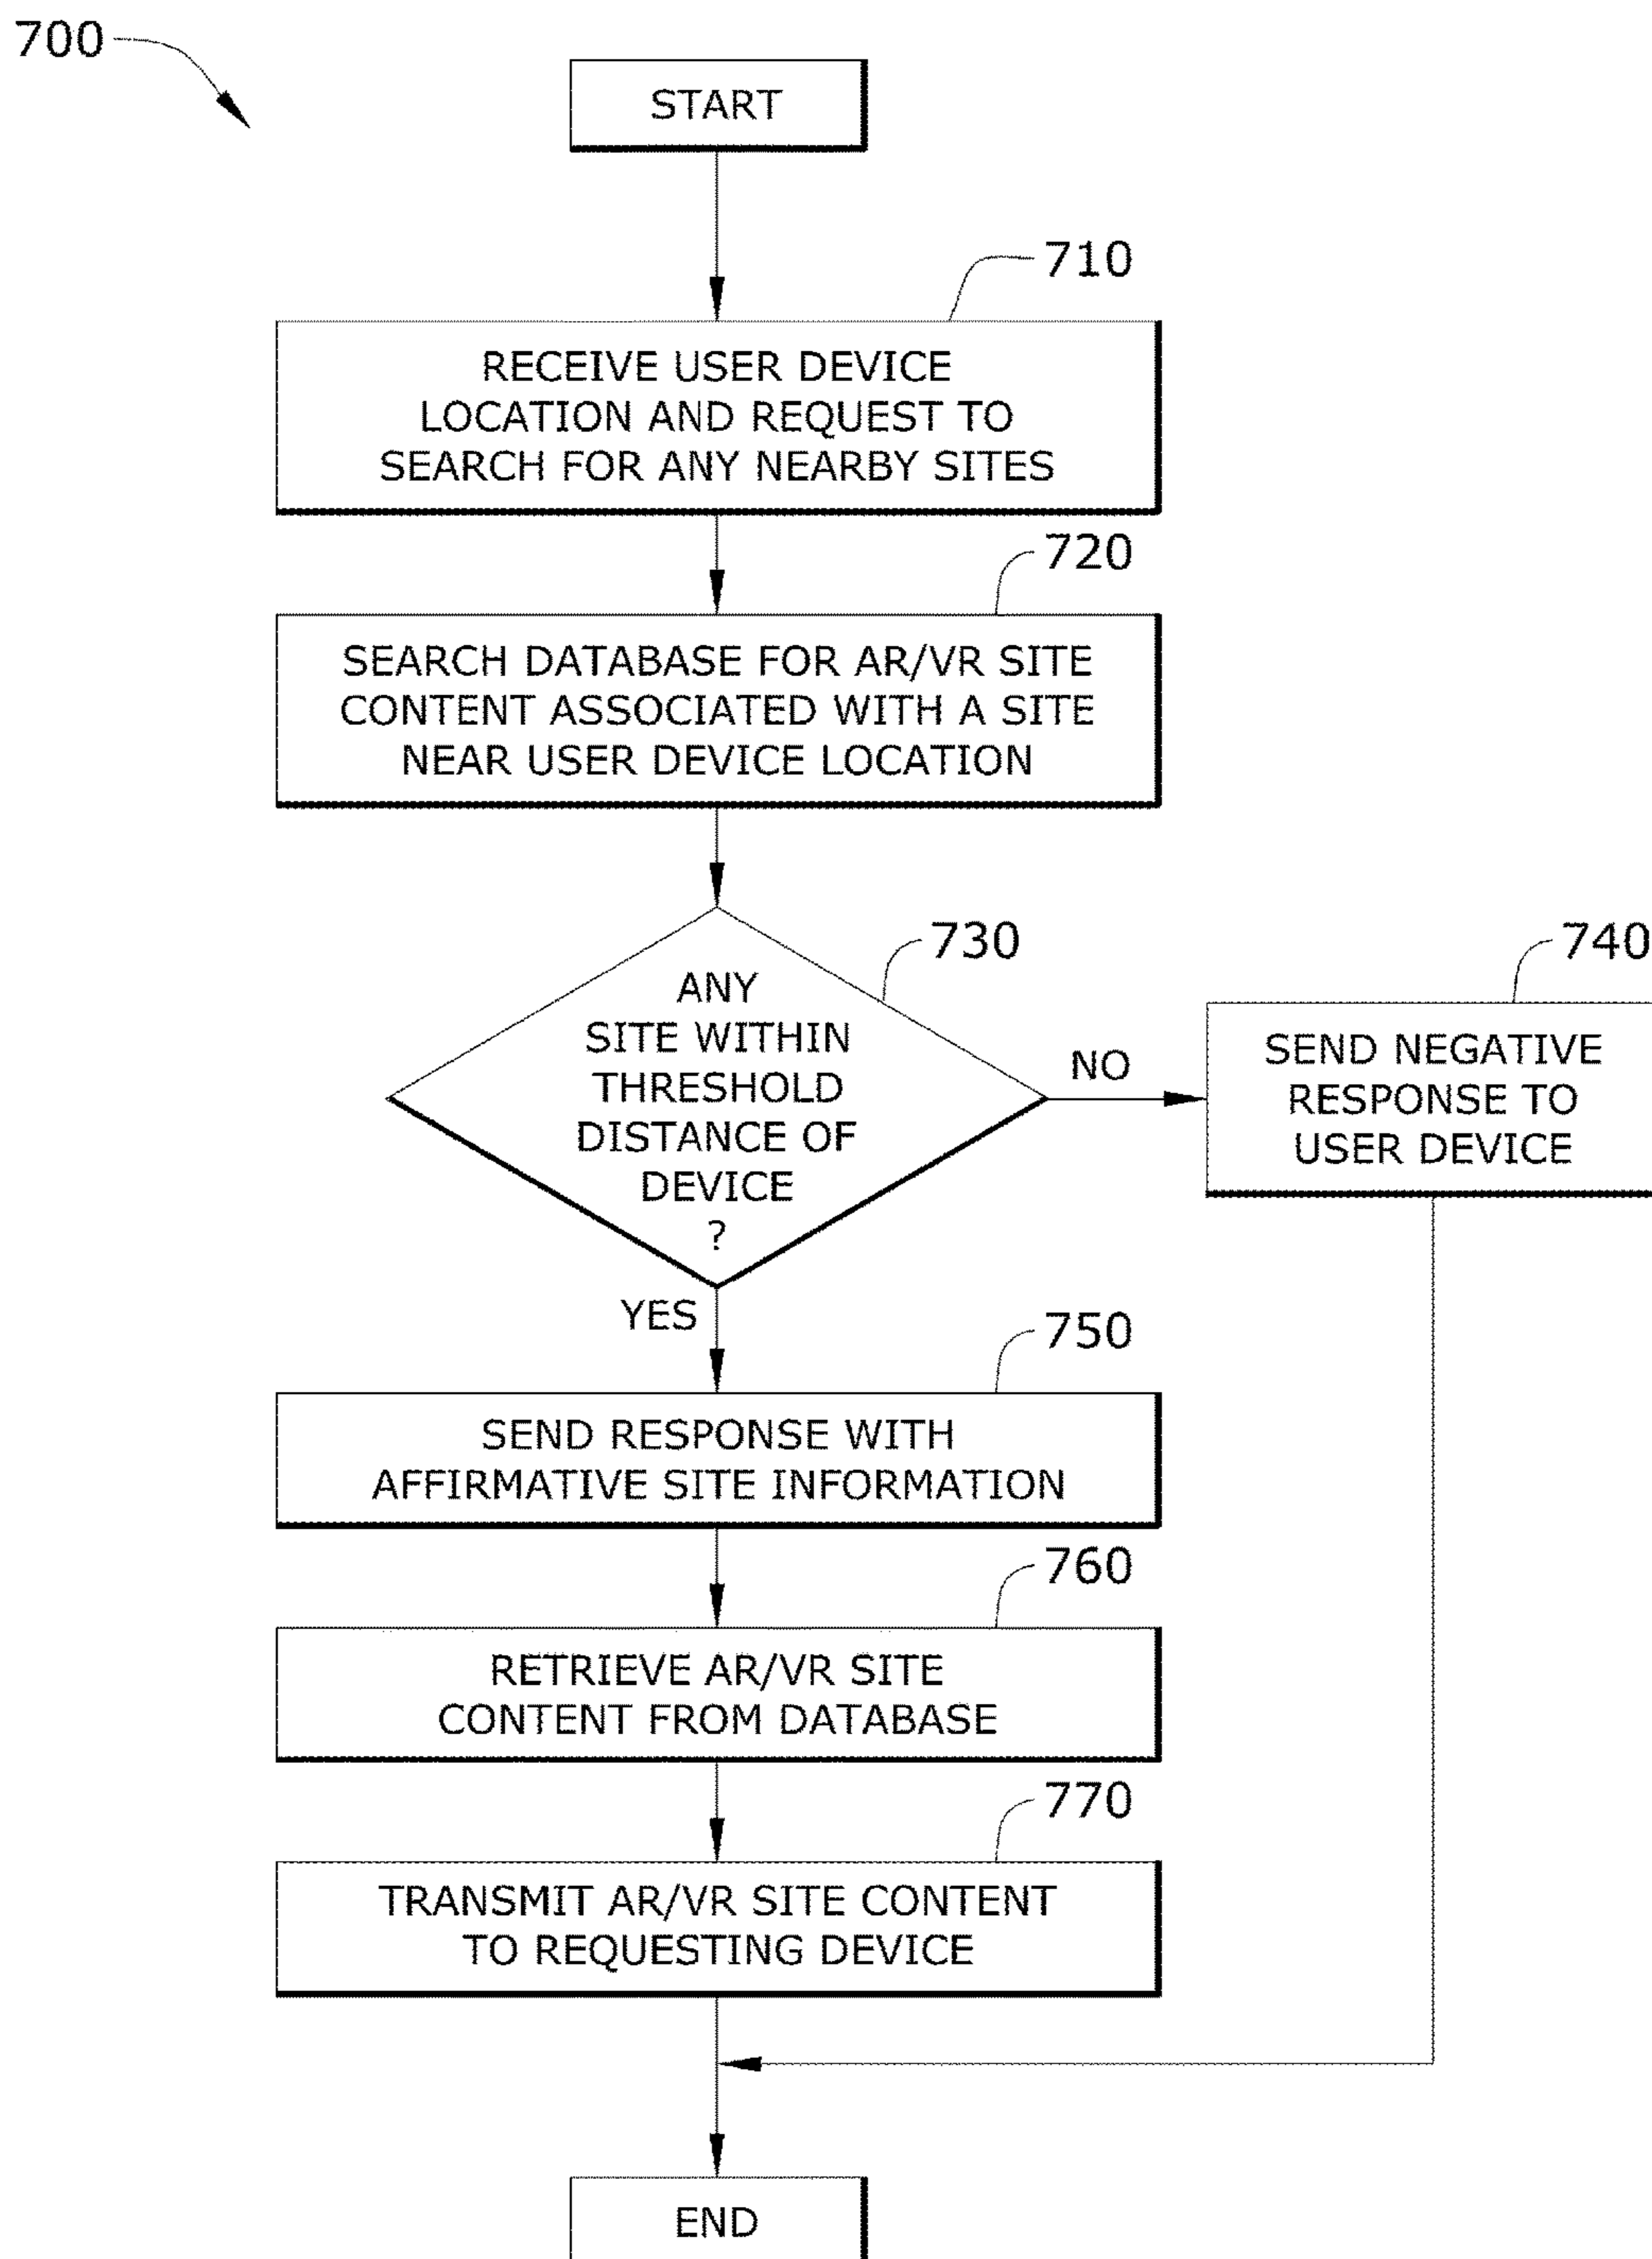 700
START
710
RECEIVE USER DEVICE
LOCATION AND REQUEST TO
SEARCH FOR ANY NEARBY SITES
720
SEARCH DATABASE FOR AR/VR SITE
CONTENT ASSOCIATED WITH A SITE
NEAR USER DEVICE LOCATION
730
ANY
SITE WITHIN
THRESHOLD
DISTANCE OF
DEVICE
?
NO
740
SEND NEGATIVE
RESPONSE TO
USER DEVICE
YES
750
SEND RESPONSE WITH
AFFIRMATIVE SITE INFORMATION
760
RETRIEVE AR/VR SITE
CONTENT FROM DATABASE
770
TRANSMIT AR/VR SITE CONTENT
TO REQUESTING DEVICE
END